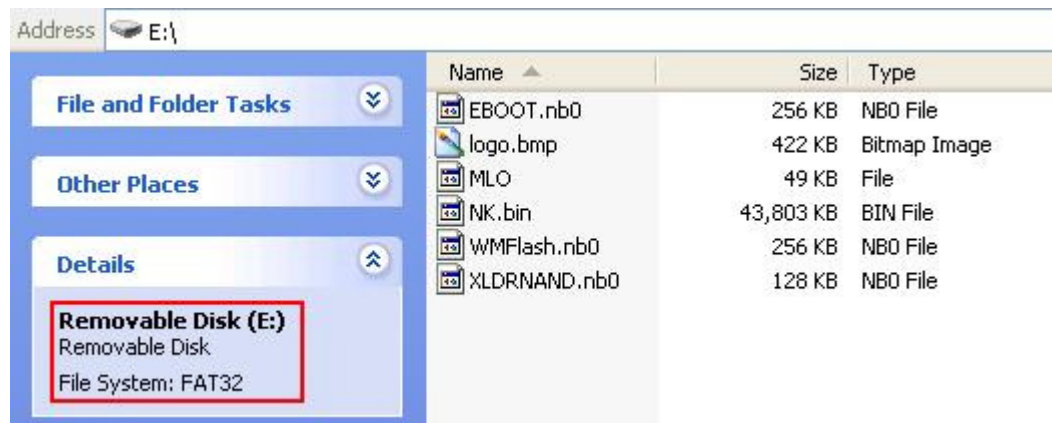 Address E:\
File and Folder Tasks
Other Places
Details
Removable Disk (E:)
Removable Disk
File System: FAT32
Name Size Type
EBOOT.nb0 256 KB NB0 File
logo.bmp 422 KB Bitmap Image
MLO 49 KB File
NK.bin 43,803 KB BIN File
WMFlash.nb0 256 KB NB0 File
XLDRNAND.nb0 128 KB NB0 File